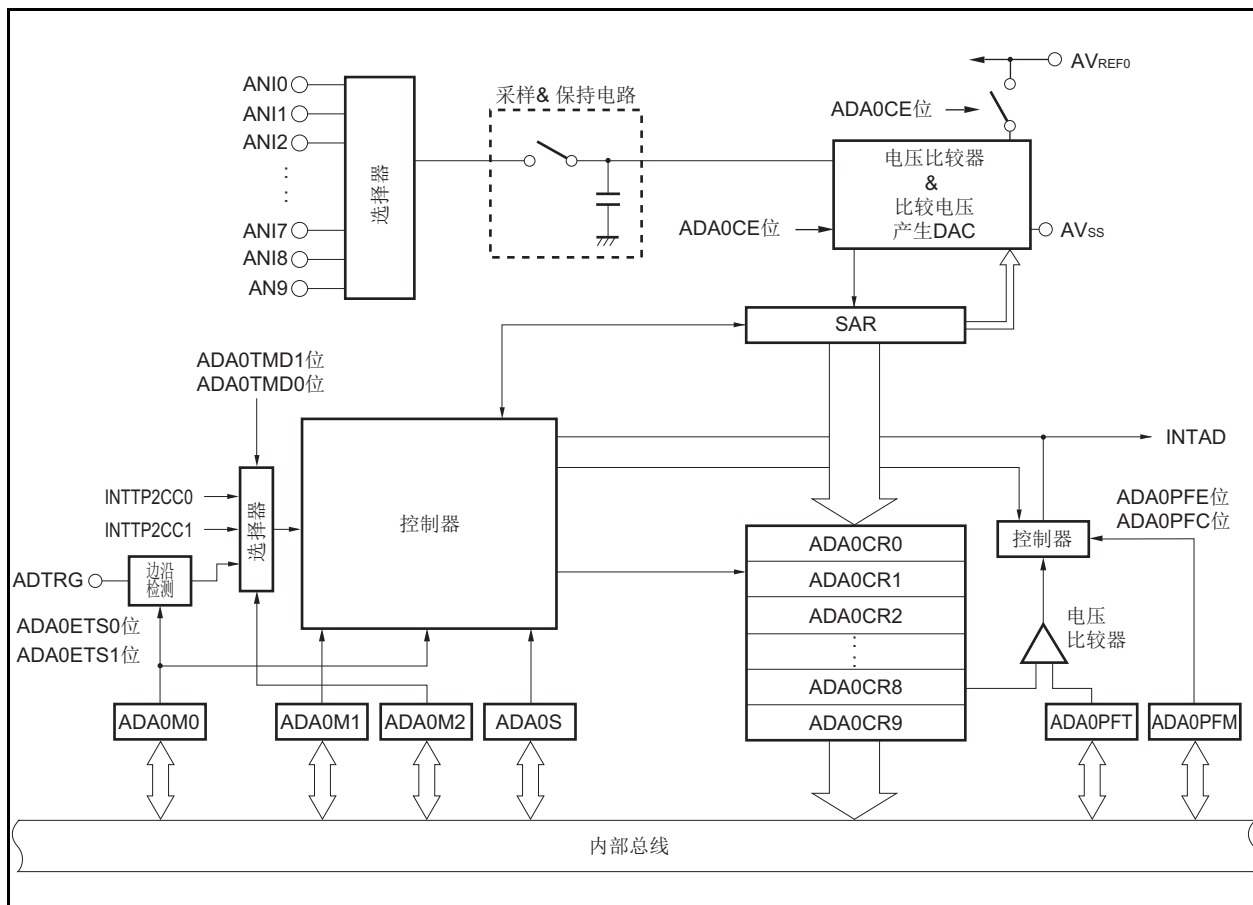 ANI0
ANI1
ANI2
ANI7
ANI8
AN9
选择器
采样& 保持电路
AVREF0
ADA0CE位
电压比较器
&
比较电压
产生DAC
ADA0CE位
AVSS
SAR
ADA0TMD1位
ADA0TMD0位
INTTP2CC0
INTTP2CC1
选择器
ADTRG
边沿
检测
ADA0ETS0位
ADA0ETS1位
控制器
INTAD
ADA0PFE位
ADA0PFC位
控制器
电压
比较器
ADA0CR0
ADA0CR1
ADA0CR2
ADA0CR8
ADA0CR9
ADA0M0
ADA0M1
ADA0M2
ADA0S
ADA0PFT
ADA0PFM
内部总线